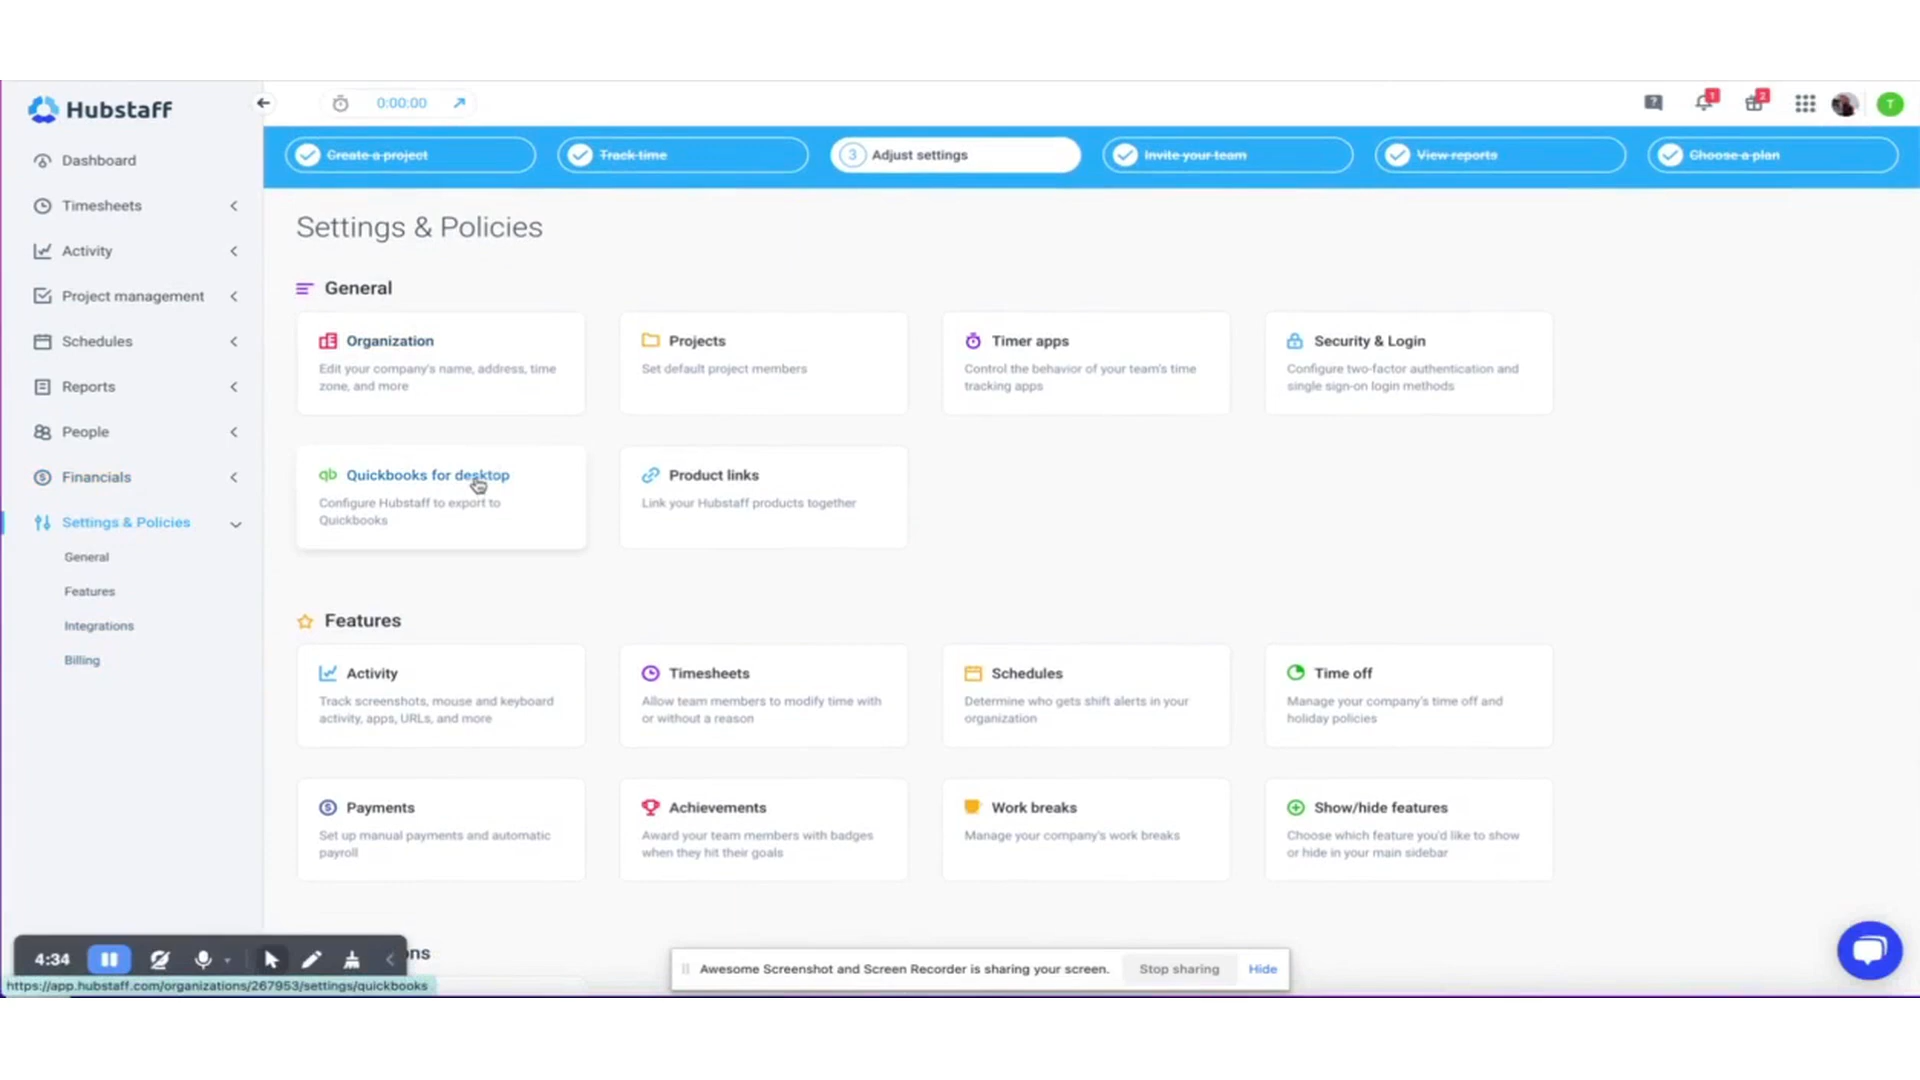 Hubstaff
0:00:00
1
2
T
Create a project
Track time
3 Adjust settings
Invite your team
View reports
Choose a plan
Dashboard
Timesheets
Activity
Project management
Schedules
Reports
People
Financials
Settings & Policies
General
Features
Integrations
Billing
Settings & Policies
General
Organization
Edit your company's name, address, time
zone, and more
Projects
Set default project members
Timer apps
Control the behavior of your team's time
tracking apps
Security & Login
Configure two-factor authentication and
single sign-on login methods
qb Quickbooks for desktop
Configure Hubstaff to export to
Quickbooks
Product links
Link your Hubstaff products together
Features
Activity
Track screenshots, mouse and keyboard
activity, apps, URLs, and more
Timesheets
Allow team members to modify time with
or without a reason
Schedules
Determine who gets shift alerts in your
organization
Time off
Manage your company's time off and
holiday policies
Payments
Set up manual payments and automatic
payroll
Achievements
Award your team members with badges
when they hit their goals
Work breaks
Manage your company's work breaks
Show/hide features
Choose which feature you'd like to show
or hide in your main sidebar
ons
4:34
https://app.hubstaff.com/organizations/267953/settings/quickbooks
Awesome Screenshot and Screen Recorder is sharing your screen.
Stop sharing
Hide